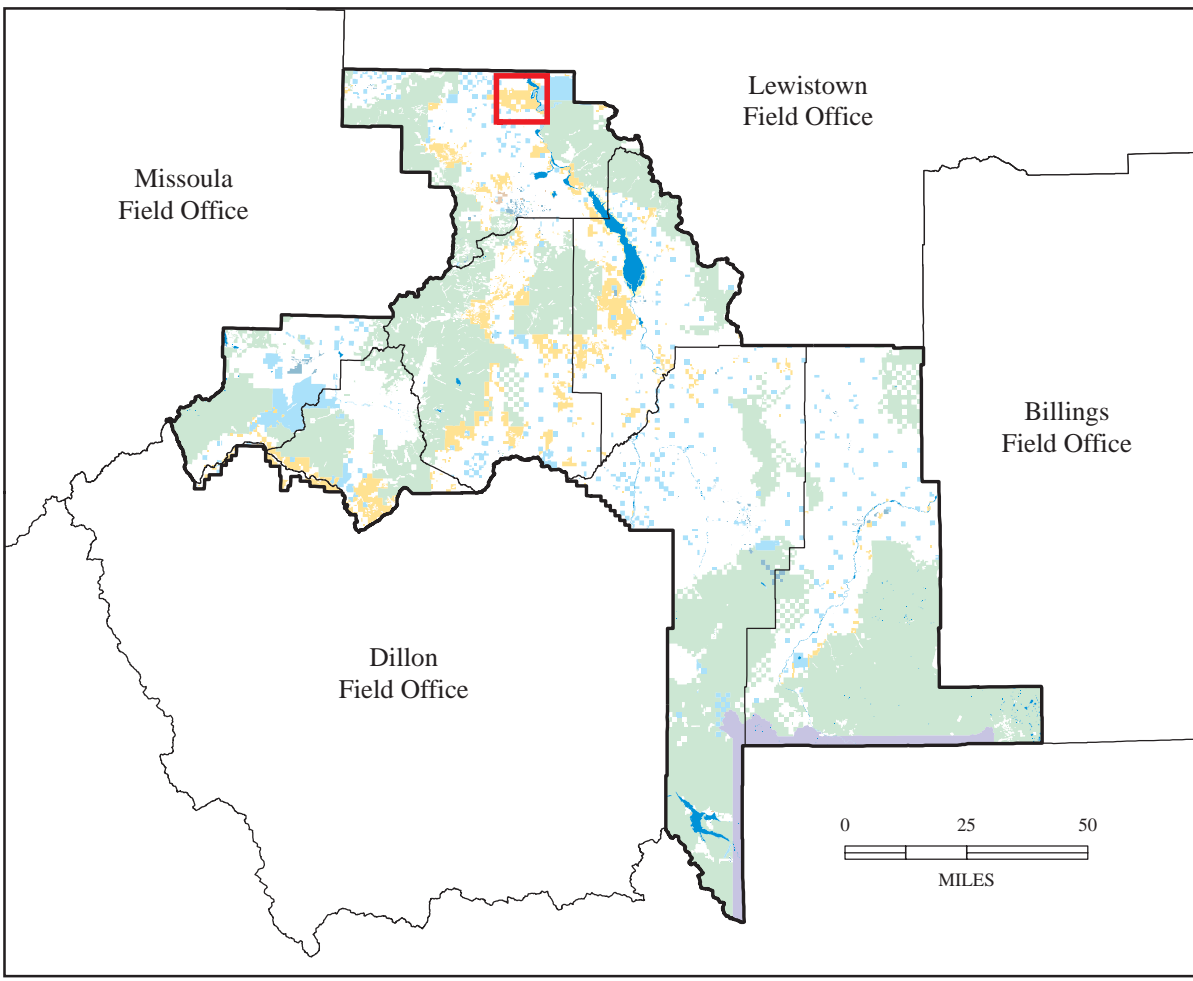 Lewistown
Field Office
Missoula
Field Office
Billings
Field Office
Dillon
Field Office
0 25 50
MILES